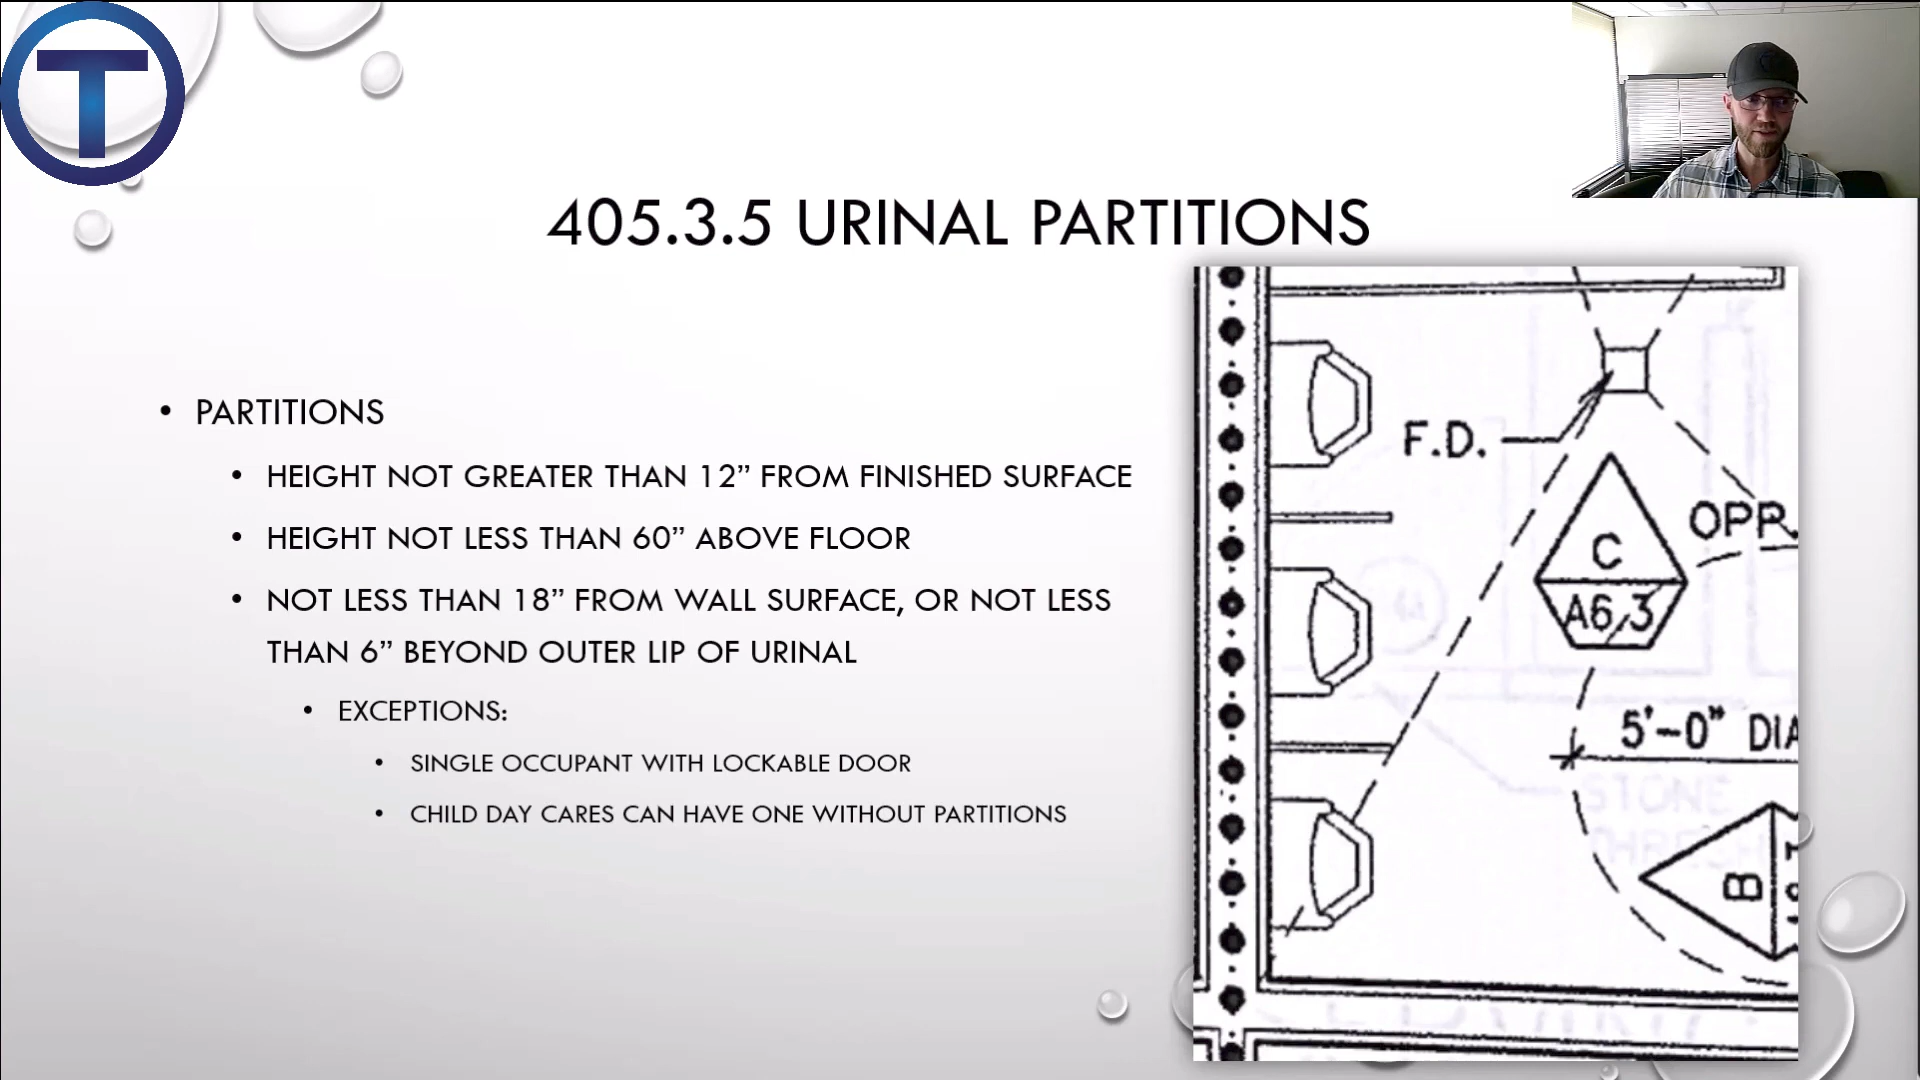 T
405.3.5 URINAL PARTITIONS
• PARTITIONS
• HEIGHT NOT GREATER THAN 12” FROM FINISHED SURFACE
• HEIGHT NOT LESS THAN 60” ABOVE FLOOR
• NOT LESS THAN 18” FROM WALL SURFACE, OR NOT LESS
THAN 6” BEYOND OUTER LIP OF URINAL
• EXCEPTIONS:
• SINGLE OCCUPANT WITH LOCKABLE DOOR
• CHILD DAY CARES CAN HAVE ONE WITHOUT PARTITIONS
F.D.
OPP.
C
A6.3
5'-0" DIA
STONE
THRESH
B